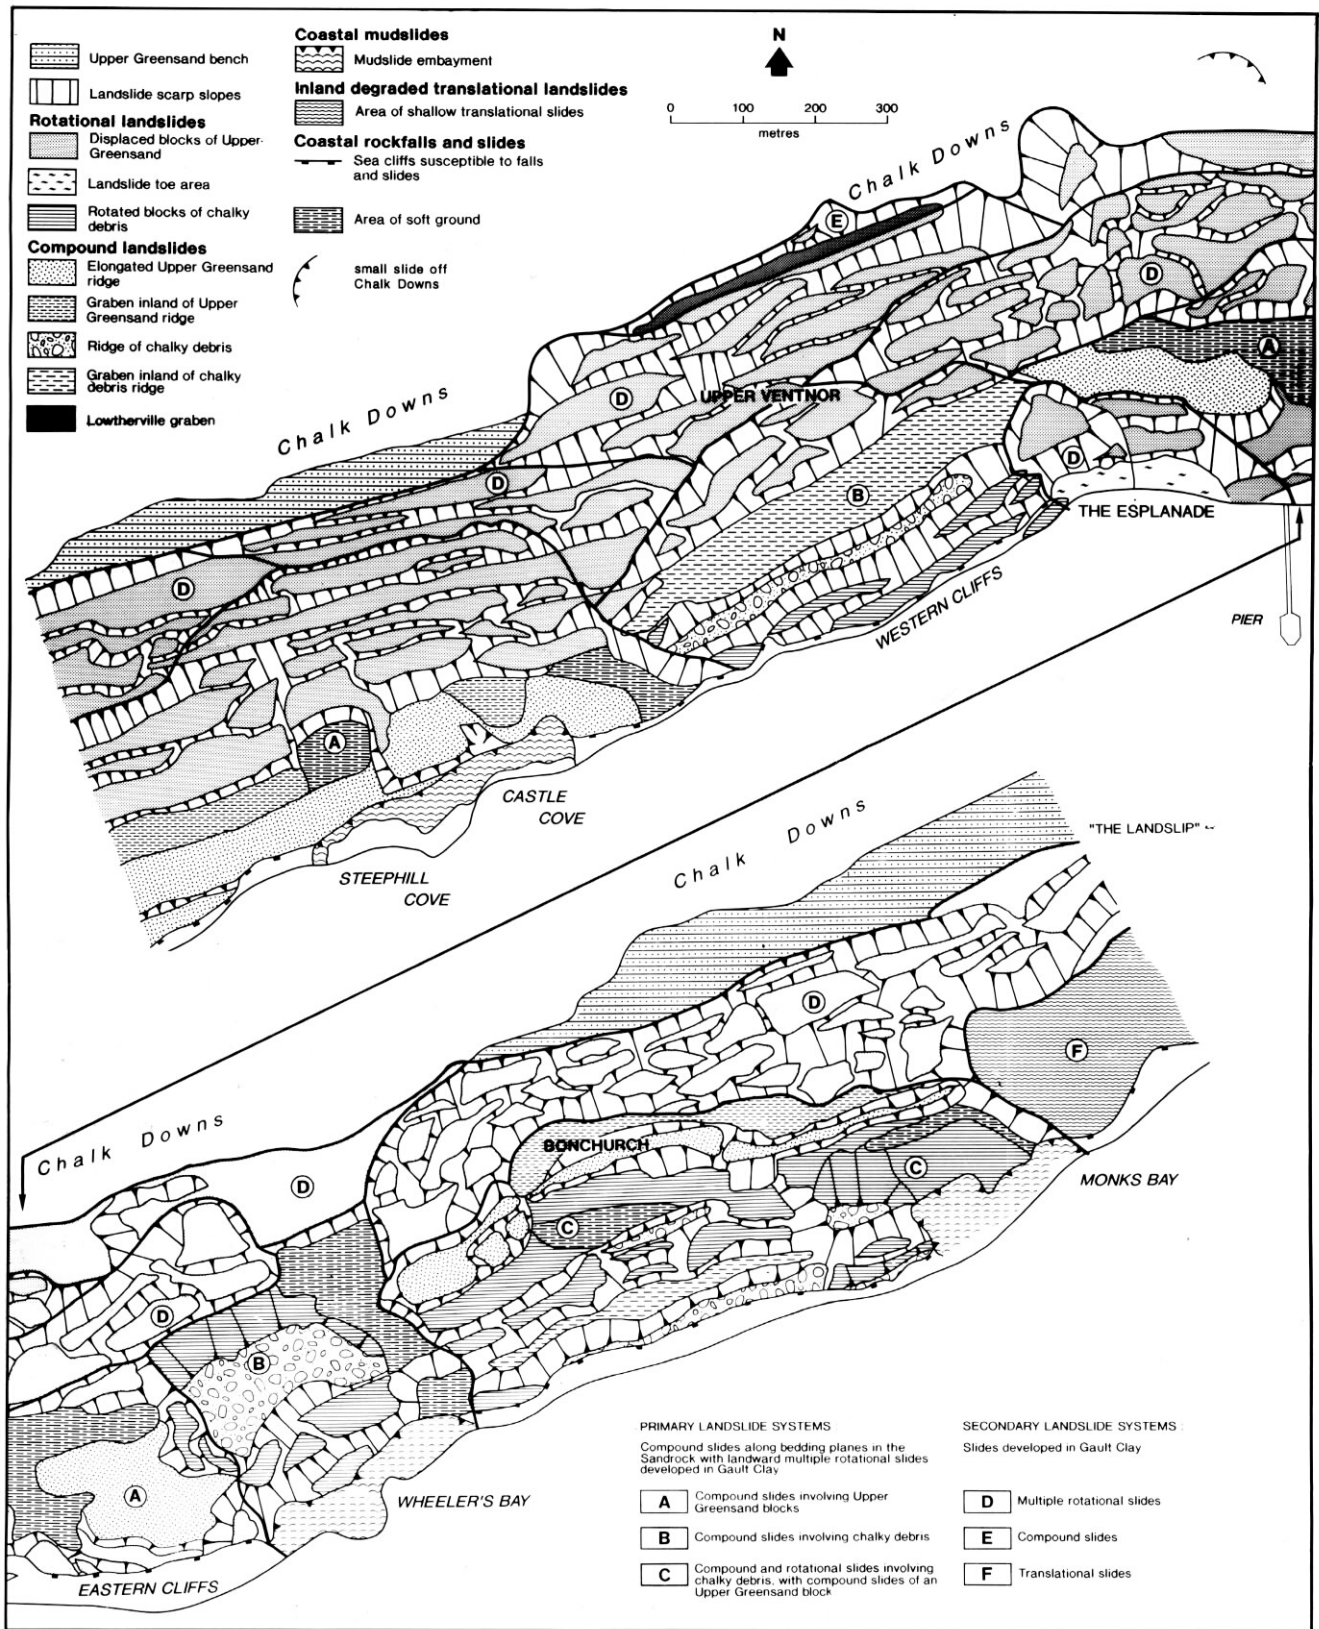 Upper Greensand bench
Landslide scarp slopes
Rotational landslides
Displaced blocks of Upper-
Greensand
Landslide toe area
Rotated blocks of chalky
debris
Compound landslides
Elongated Upper Greensand
ridge
Graben inland of Upper
Greensand ridge
Ridge of chalky debris
Graben inland of chalky
debris ridge
Lowtherville graben
Coastal mudslides
Mudslide embayment
Inland degraded translational landslides
Area of shallow translational slides
Coastal rockfalls and slides
Sea cliffs susceptible to falls
and slides
Area of soft ground
small slide off
Chalk Downs
N
0 100 200 300
metres
Chalk Downs
E
D
A
Chalk Downs
D
UPPER VENTNOR
D
D
B
THE ESPLANADE
D
WESTERN CLIFFS
PIER
A
CASTLE
COVE
STEEPHILL
COVE
Chalk Downs
"THE LANDSLIP"
D
F
Chalk Downs
BONCHURCH
C
MONKS BAY
D
C
D
B
A
WHEELER'S BAY
EASTERN CLIFFS
PRIMARY LANDSLIDE SYSTEMS
Compound slides along bedding planes in the
Sandrock with landward multiple rotational slides
developed in Gault Clay
A Compound slides involving Upper
Greensand blocks
B Compound slides involving chalky debris
C Compound and rotational slides involving
chalky debris, with compound slides of an
Upper Greensand block
SECONDARY LANDSLIDE SYSTEMS
Slides developed in Gault Clay
D Multiple rotational slides
E Compound slides
F Translational slides